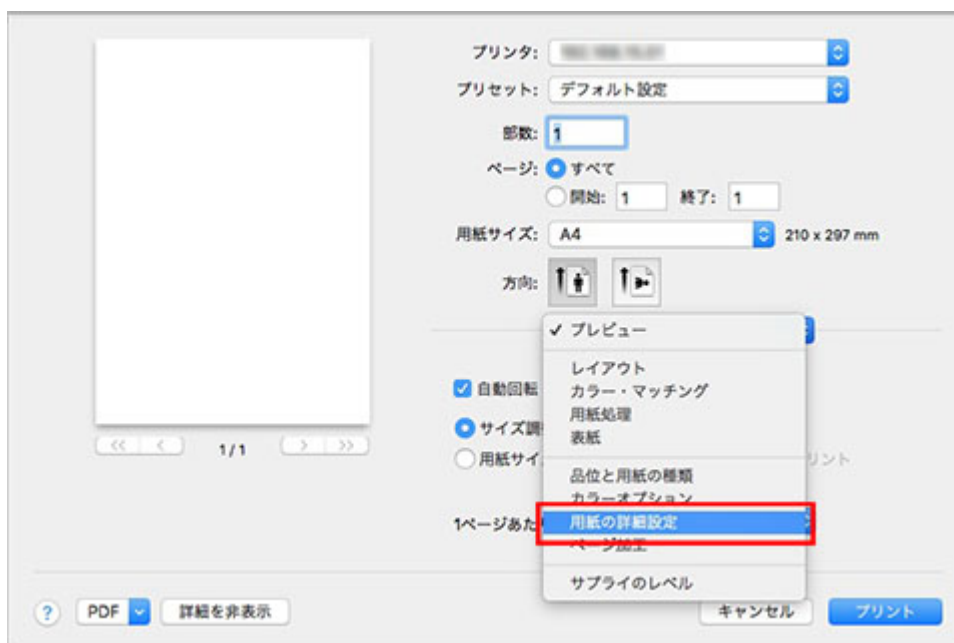 プリンタ:
プリセット: デフォルト設定
部数: 1
ページ: すべて
開始: 1 終了: 1
用紙サイズ: A4 210 x 297 mm
方向:
✓ プレビュー
レイアウト
自動回転 カラー・マッチング
用紙処理
サイズ調 表紙
用紙サイ リント
品位と用紙の種類
カラーオプション
1ページあた 用紙の詳細設定
ページ加工
サプライのレベル
1 / 1
? PDF 詳細を非表示 キャンセル プリント